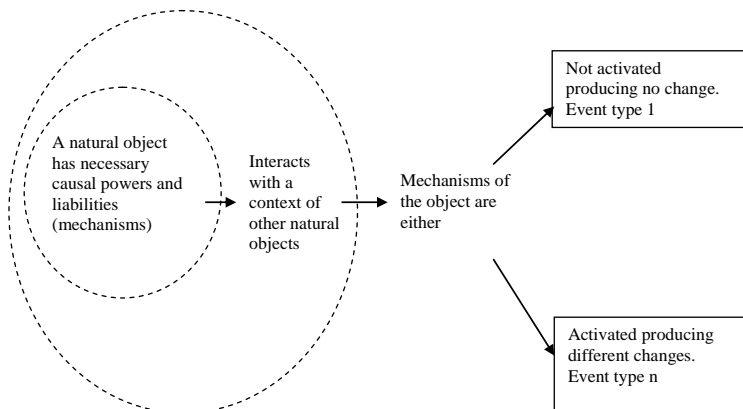 A natural object
has necessary
causal powers and
liabilities
(mechanisms)
Interacts
with a
context of
other natural
objects
Mechanisms of
the object are
either
Not activated
producing no change.
Event type 1
Activated producing
different changes.
Event type n